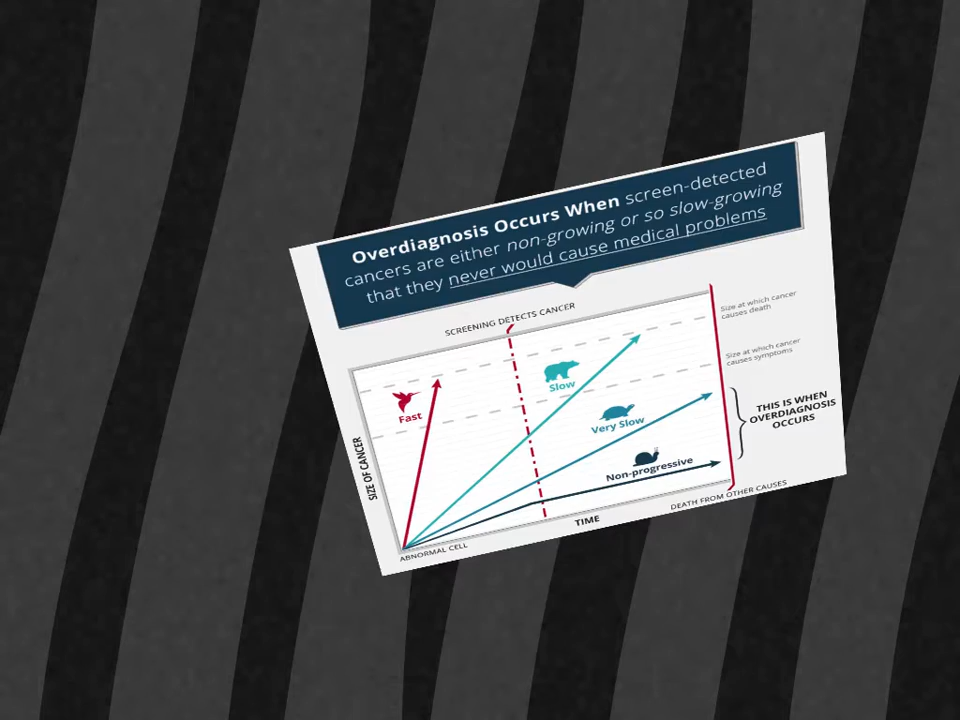 Overdiagnosis Occurs When screen-detected
cancers are either non-growing or so slow-growing
that they never would cause medical problems
SCREENING DETECTS CANCER
Size at which cancer
causes death
Size at which cancer
causes symptoms
Fast
Slow
Very Slow
Non-progressive
THIS IS WHEN
OVERDIAGNOSIS
OCCURS
SIZE OF CANCER
ABNORMAL CELL
TIME
DEATH FROM OTHER CAUSES